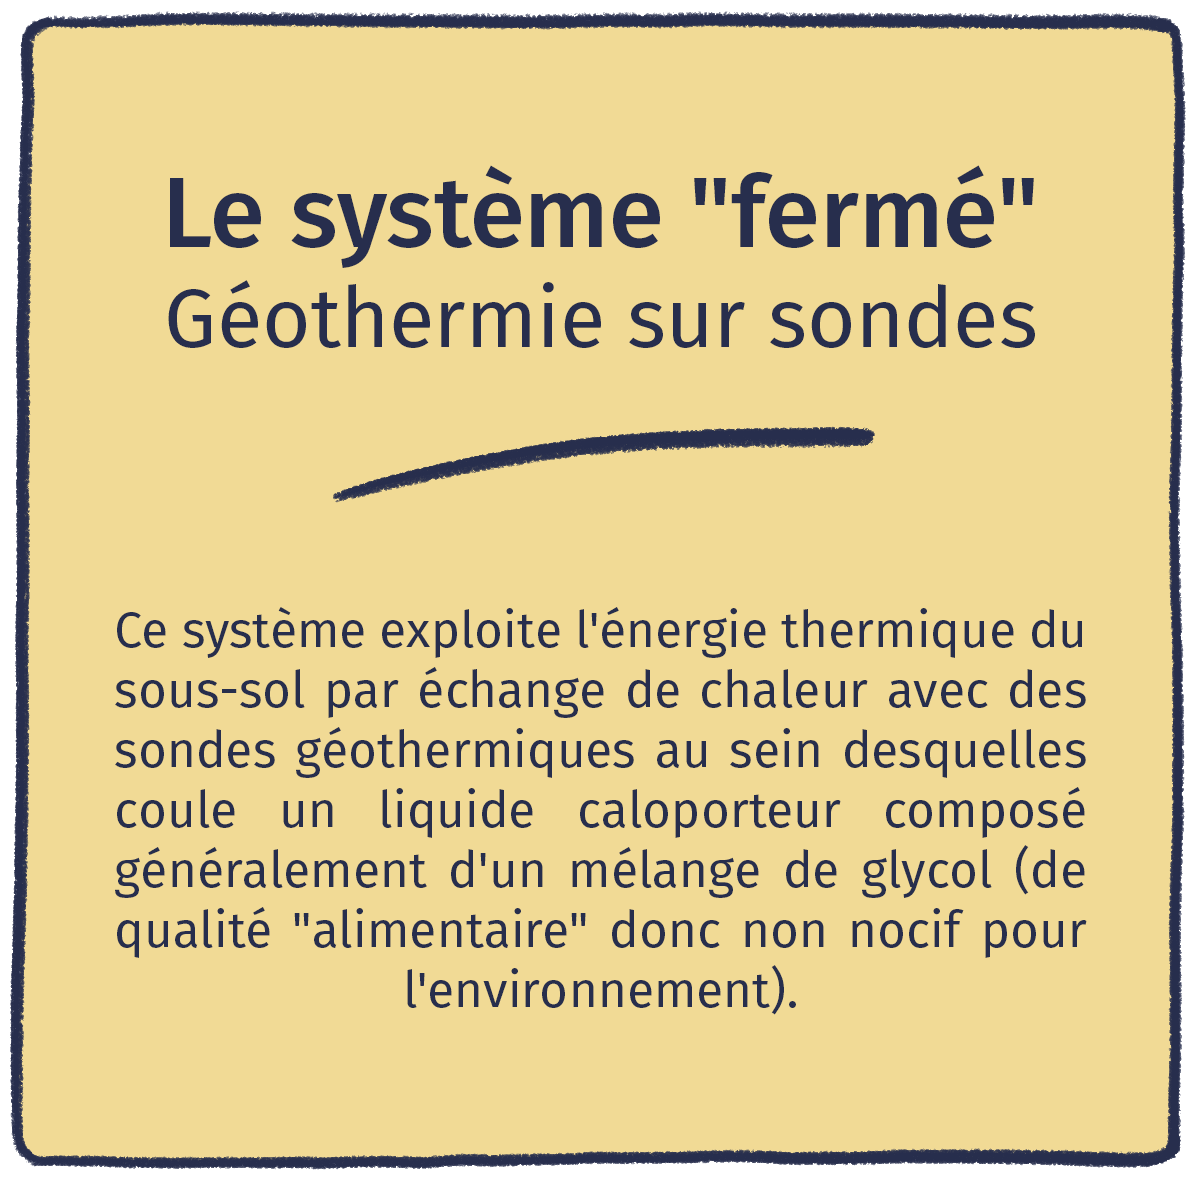 Le système "fermé"
Géothermie sur sondes
Ce système exploite l'énergie thermique du
sous-sol par échange de chaleur avec des
sondes géothermiques au sein desquelles
coule un liquide caloporteur composé
généralement d'un mélange de glycol (de
qualité "alimentaire" donc non nocif pour
l'environnement).